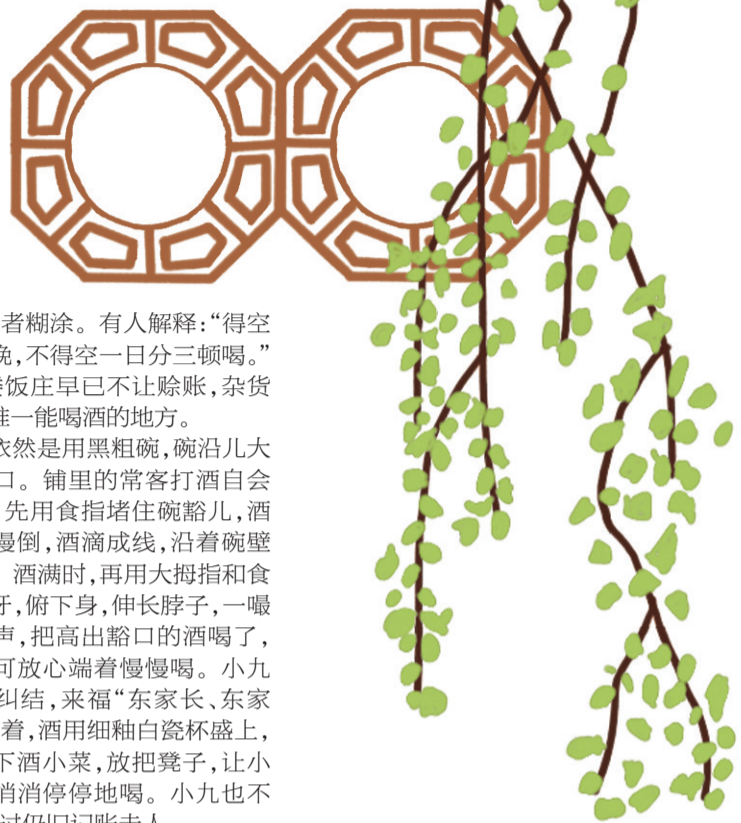 者糊涂。有人解释:“得空
晚,不得空一日分三顿喝。”
饭庄早已不让赊账,杂货
唯一能喝酒的地方。
依然是用黑粗碗,碗沿儿大
口。铺里的常客打酒自会
先用食指堵住碗豁儿,酒
慢倒,酒滴成线,沿着碗壁
酒满时,再用大拇指和食
牙,俯下身,伸长脖子,一嘬
声,把高出豁口的酒喝了,
可放心端着慢慢喝。小九
纠结,来福“东家长、东家
着,酒用细釉白瓷杯盛上,
下酒小菜,放把凳子,让小
消消停停地喝。小九也不